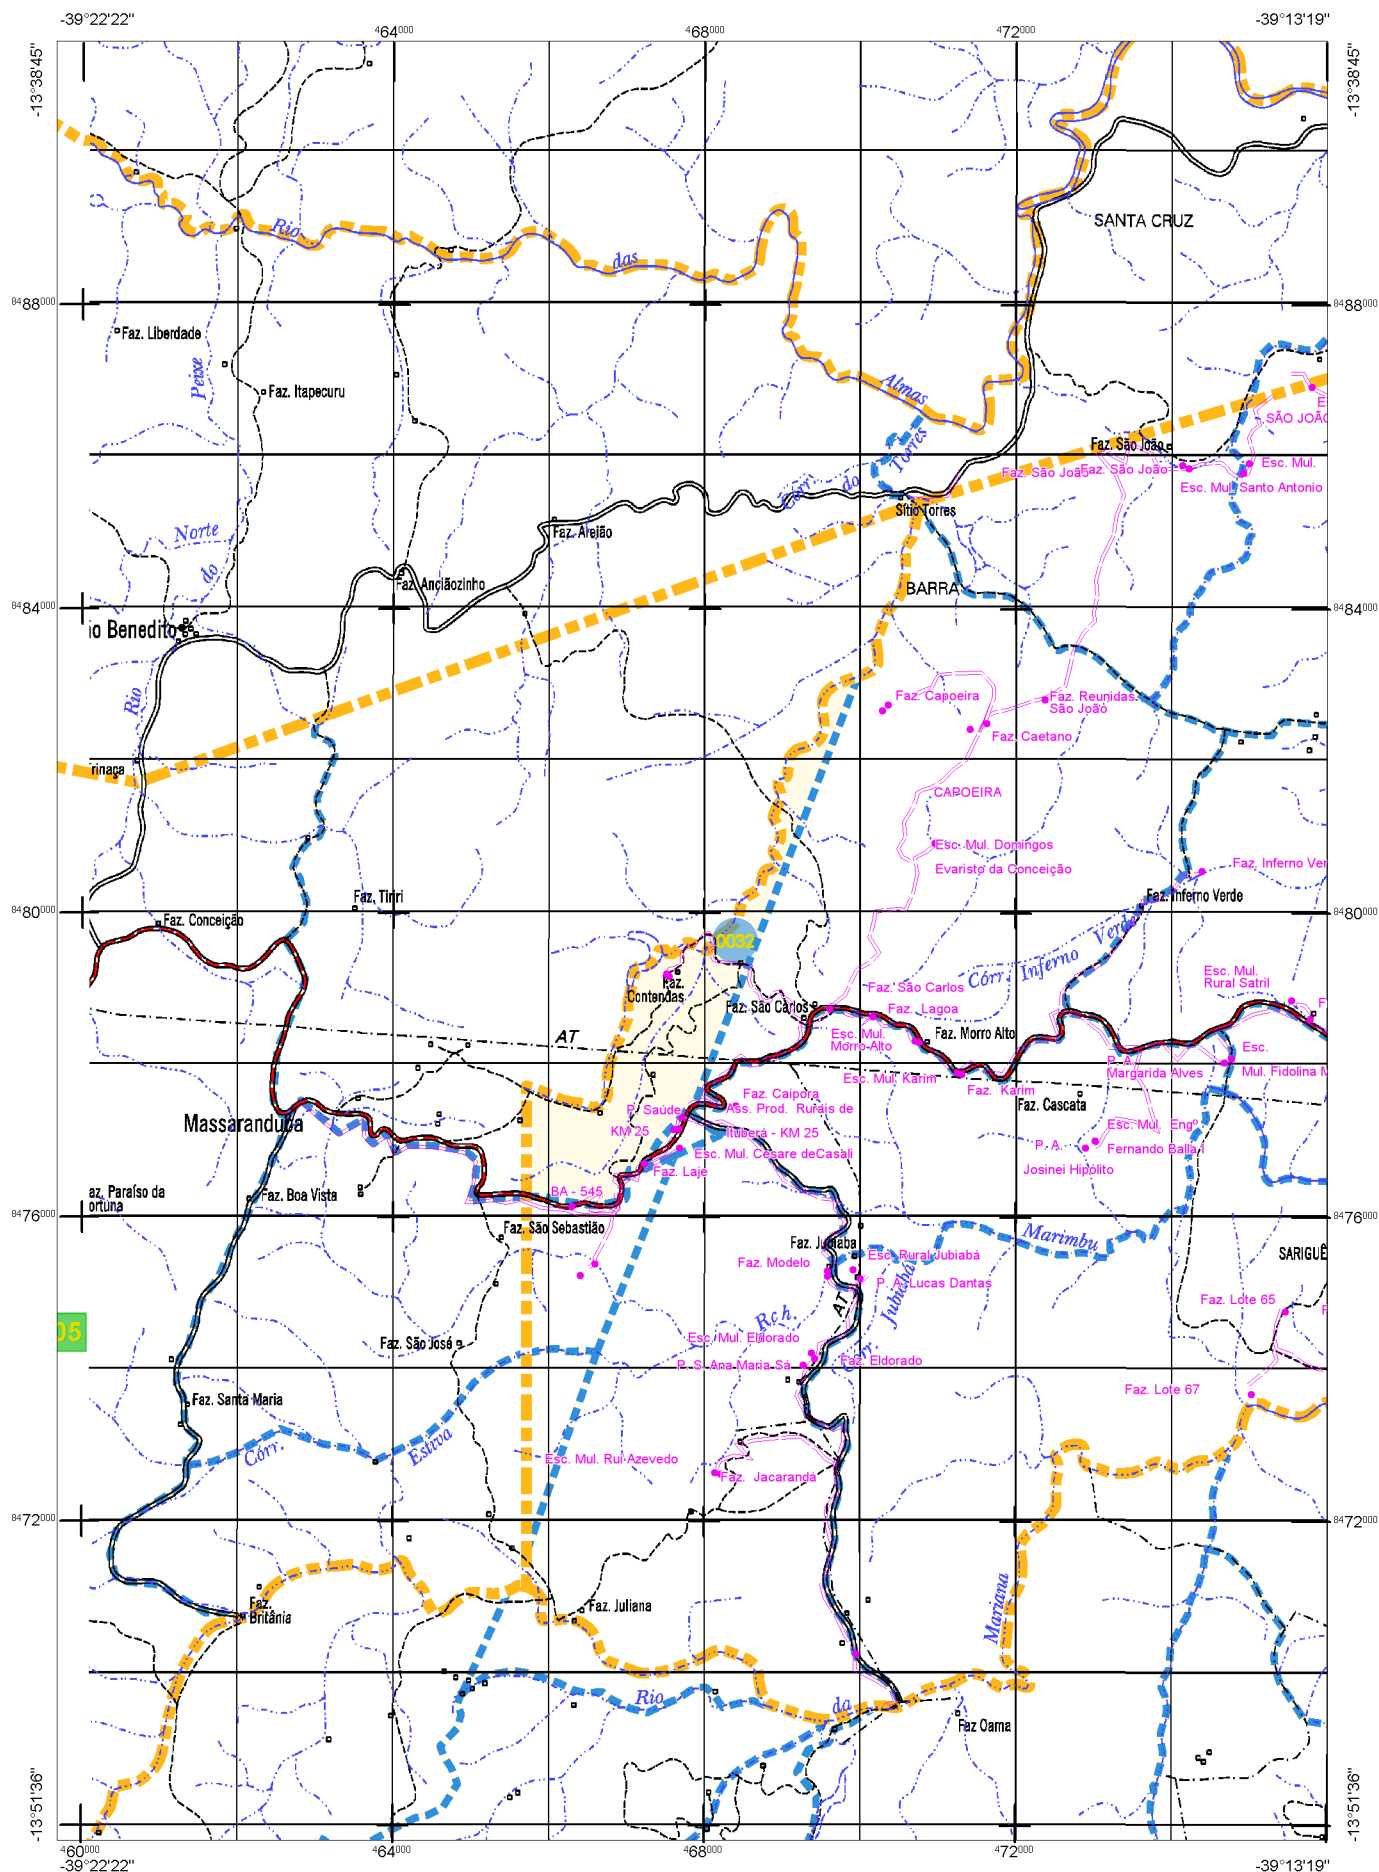 -39°22'22"
-39°13'19"
464000
468000
472000
-13°38'45"
-13°38'45"
SANTA CRUZ
Rio
das
8488000
88000
Faz. Liberdade
Peixe
Faz. Itapecuru
Almas
SÃO JOÃO
Torres
Faz. São João
Faz. São João
Faz. São João
Esc. Mul.
Esc. Mul. Santo Antonio
Córr.
do
Sítio Torres
Norte
Faz. Aleião
do
Faz. Anciãozinho
BARRA
8484000
84000
io Benedito
Rio
Faz. Capoeira
Faz. Reunidas
São João
Faz. Caetano
rinaça
CAPOEIRA
Esc. Mul. Domingos
Evaristo da Conceição
Faz. Inferno Ver
Faz. Tiriri
Faz. Inferno Verde
8480000
80000
Faz. Conceição
0032
Córr.
Inferno
Verde
Faz.
Contendas
Faz. São Carlos
Faz. São Carlos
Faz. Lagoa
Esc. Mul.
Rural Satril
F
AT
Esc. Mul.
Morro-Alto
Faz. Morro Alto
Esc.
Mul. Fidolina M
P. A.
Margarida Alves
Esc. Mul. Karim
Faz. Karim
Faz. Caipora
Faz. Cascata
P. Saúde
Ass. Prod. Rurais de
Ituberá - KM 25
Massaranduba
KM 25
Esc. Mul. Engº
Fernando Balla I
P. A.
Josinei Hipólito
Esc. Mul. Cesare deCasali
Faz. Laje
az. Paraíso da
ortuna
Faz. Boa Vista
BA - 545
8476000
76000
Faz. São Sebastião
Marimbu
Faz. Jubiaba
Esc. Rural Jubiabá
SARIGUÊ
Faz. Modelo
P. A. Lucas Dantas
Jubiabá
AT
Rch.
Faz. Lote 65
F
05
Esc. Mul. Eldorado
Faz. São José
P. S. Ana Maria Sá
Faz. Eldorado
Córr.
Faz. Lote 67
Faz. Santa Maria
Córr.
Estiva
Esc. Mul. Rui Azevedo
Faz. Jacarandá
8472000
72000
Mariana
Faz.
Britânia
Faz. Juliana
Rio
da
Faz Oama
-13°51'36"
-13°51'36"
460000
464000
468000
472000
-39°22'22"
-39°13'19"